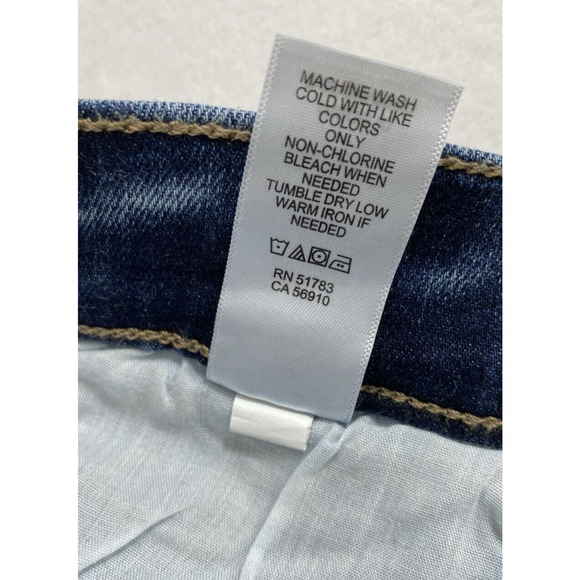 MACHINE WASH
COLD WITH LIKE
COLORS
ONLY
NON-CHLORINE
BLEACH WHEN
NEEDED
TUMBLE DRY LOW
WARM IRON IF
NEEDED
RN 51783
CA 56910